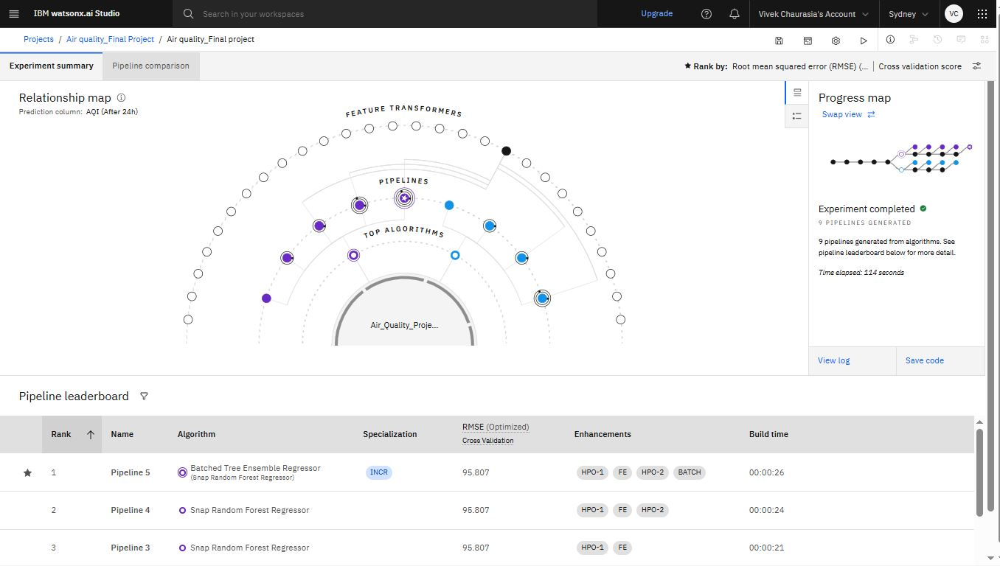 IBM watsonx.ai Studio
Search in your workspaces
Upgrade
Vivek Chaurasia's Account
Sydney
VC
Projects / Air quality_Final Project / Air quality_Final project
Experiment summary
Pipeline comparison
Rank by: Root mean squared error (RMSE) (... | Cross validation score
Relationship map
Prediction column: AQI (After 24h)
FEATURE TRANSFORMERS
PIPELINES
TOP ALGORITHMS
Air_Quality_Proje...
Progress map
Swap view
Experiment completed
9 PIPELINES GENERATED
9 pipelines generated from algorithms. See
pipeline leaderboard below for more detail.
Time elapsed: 114 seconds
View log
Save code
Pipeline leaderboard
Rank Name Algorithm Specialization RMSE (Optimized) Enhancements Build time
Cross Validation
1 Pipeline 5 Batched Tree Ensemble Regressor INCR 95.807 HPO-1 FE HPO-2 BATCH 00:00:26
(Snap Random Forest Regressor)
2 Pipeline 4 Snap Random Forest Regressor 95.807 HPO-1 FE HPO-2 00:00:24
3 Pipeline 3 Snap Random Forest Regressor 95.807 HPO-1 FE 00:00:21